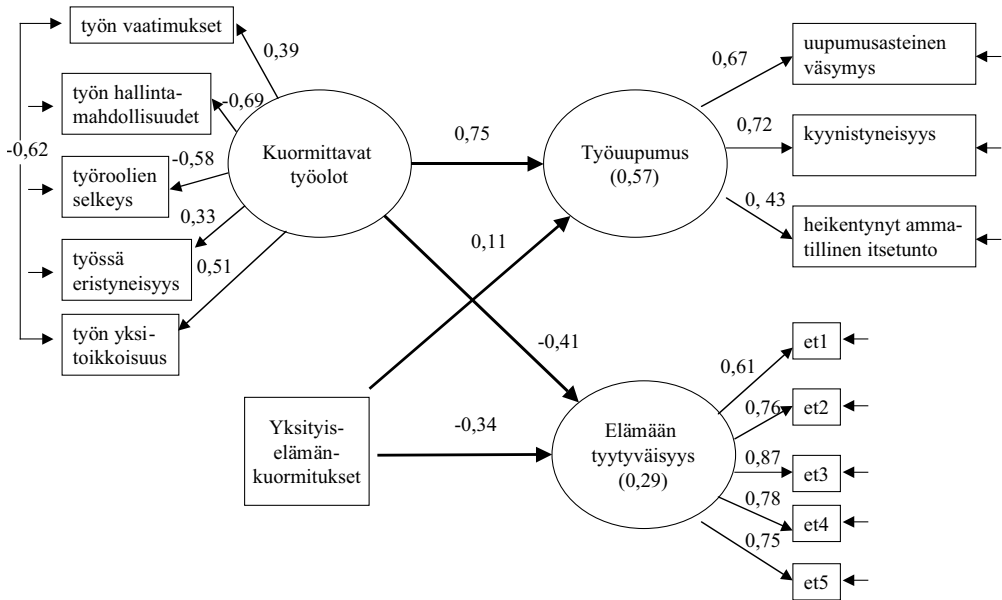 työn vaatimukset
0,39
työn hallinta-
mahdollisuudet
-0,69
-0,62
työroolien
selkeys
-0,58
työssä
eristyneisyys
0,33
työn yksi-
toikkoisuus
0,51
Kuormittavat
työolot
0,75
0,11
-0,41
Yksityis-
elämän-
kuormitukset
-0,34
Työuupumus
(0,57)
0,67
uupumusasteinen
väsymys
0,72
kyynistyneisyys
0, 43
heikentynyt amma-
tillinen itsetunto
Elämään
tyytyväisyys
(0,29)
0,61
et1
0,76
et2
0,87
et3
0,78
et4
0,75
et5